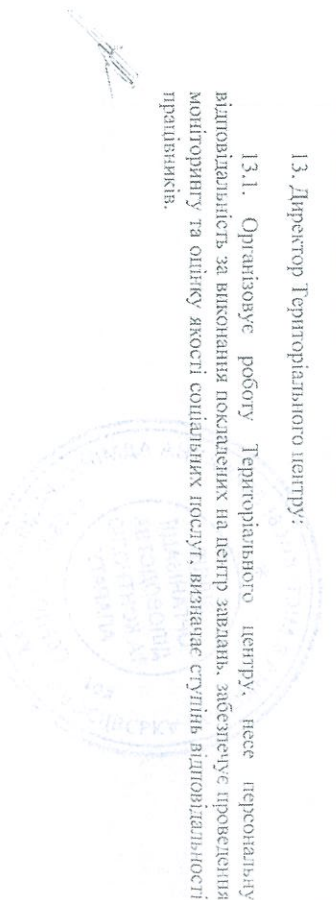 13. Директор Територіального центру:
13.1. Організовує роботу Територіального центру, несе персональну
відповідальність за виконання покладених на центр завдань, забезпечує проведення
моніторингу та оцінку якості соціальних послуг, визначає ступінь відповідальності
працівників.